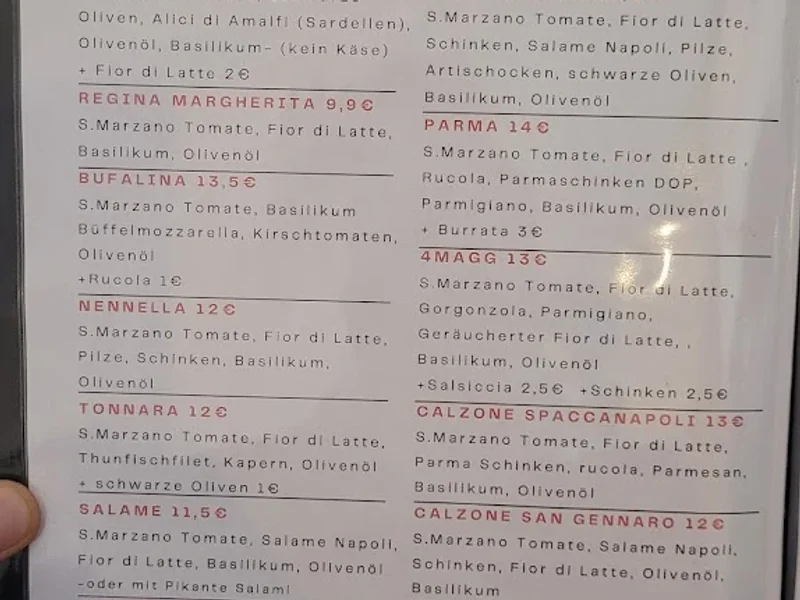 Oliven, Alici di Amalfi (Sardellen),
Olivenöl, Basilikum- (kein Käse)
+ Fior di Latte 2€
REGINA MARGHERITA 9,9€
S.Marzano Tomate, Fior di Latte,
Basilikum, Olivenöl
BUFALINA 13,5€
S.Marzano Tomate, Basilikum
Büffelmozzarella, Kirschtomaten,
Olivenöl
+Rucola 1€
NENNELLA 12€
S.Marzano Tomate, Fior di Latte,
Pilze, Schinken, Basilikum,
Olivenöl
TONNARA 12€
S.Marzano Tomate, Fior di Latte,
Thunfischfilet, Kapern, Olivenöl
+ schwarze Oliven 1€
SALAME 11,5€
S.Marzano Tomate, Salame Napoli,
Fior di Latte, Basilikum, Olivenöl
-oder mit Pikante Salami
S.Marzano Tomate, Fior di Latte,
Schinken, Salame Napoli, Pilze,
Artischocken, schwarze Oliven,
Basilikum, Olivenöl
PARMA 14€
S.Marzano Tomate, Fior di Latte ,
Rucola, Parmaschinken DOP,
Parmigiano, Basilikum, Olivenöl
+ Burrata 3€
4MAGG 13€
S.Marzano Tomate, Fior di Latte,
Gorgonzola, Parmigiano,
Geräucherter Fior di Latte, ,
Basilikum, Olivenöl
+Salsiccia 2,5€ +Schinken 2,5€
CALZONE SPACCANAPOLI 13€
S.Marzano Tomate, Fior di Latte,
Parma Schinken, rucola, Parmesan,
Basilikum, Olivenöl
CALZONE SAN GENNARO 12€
S.Marzano Tomate, Salame Napoli,
Schinken, Fior di Latte, Olivenöl,
Basilikum